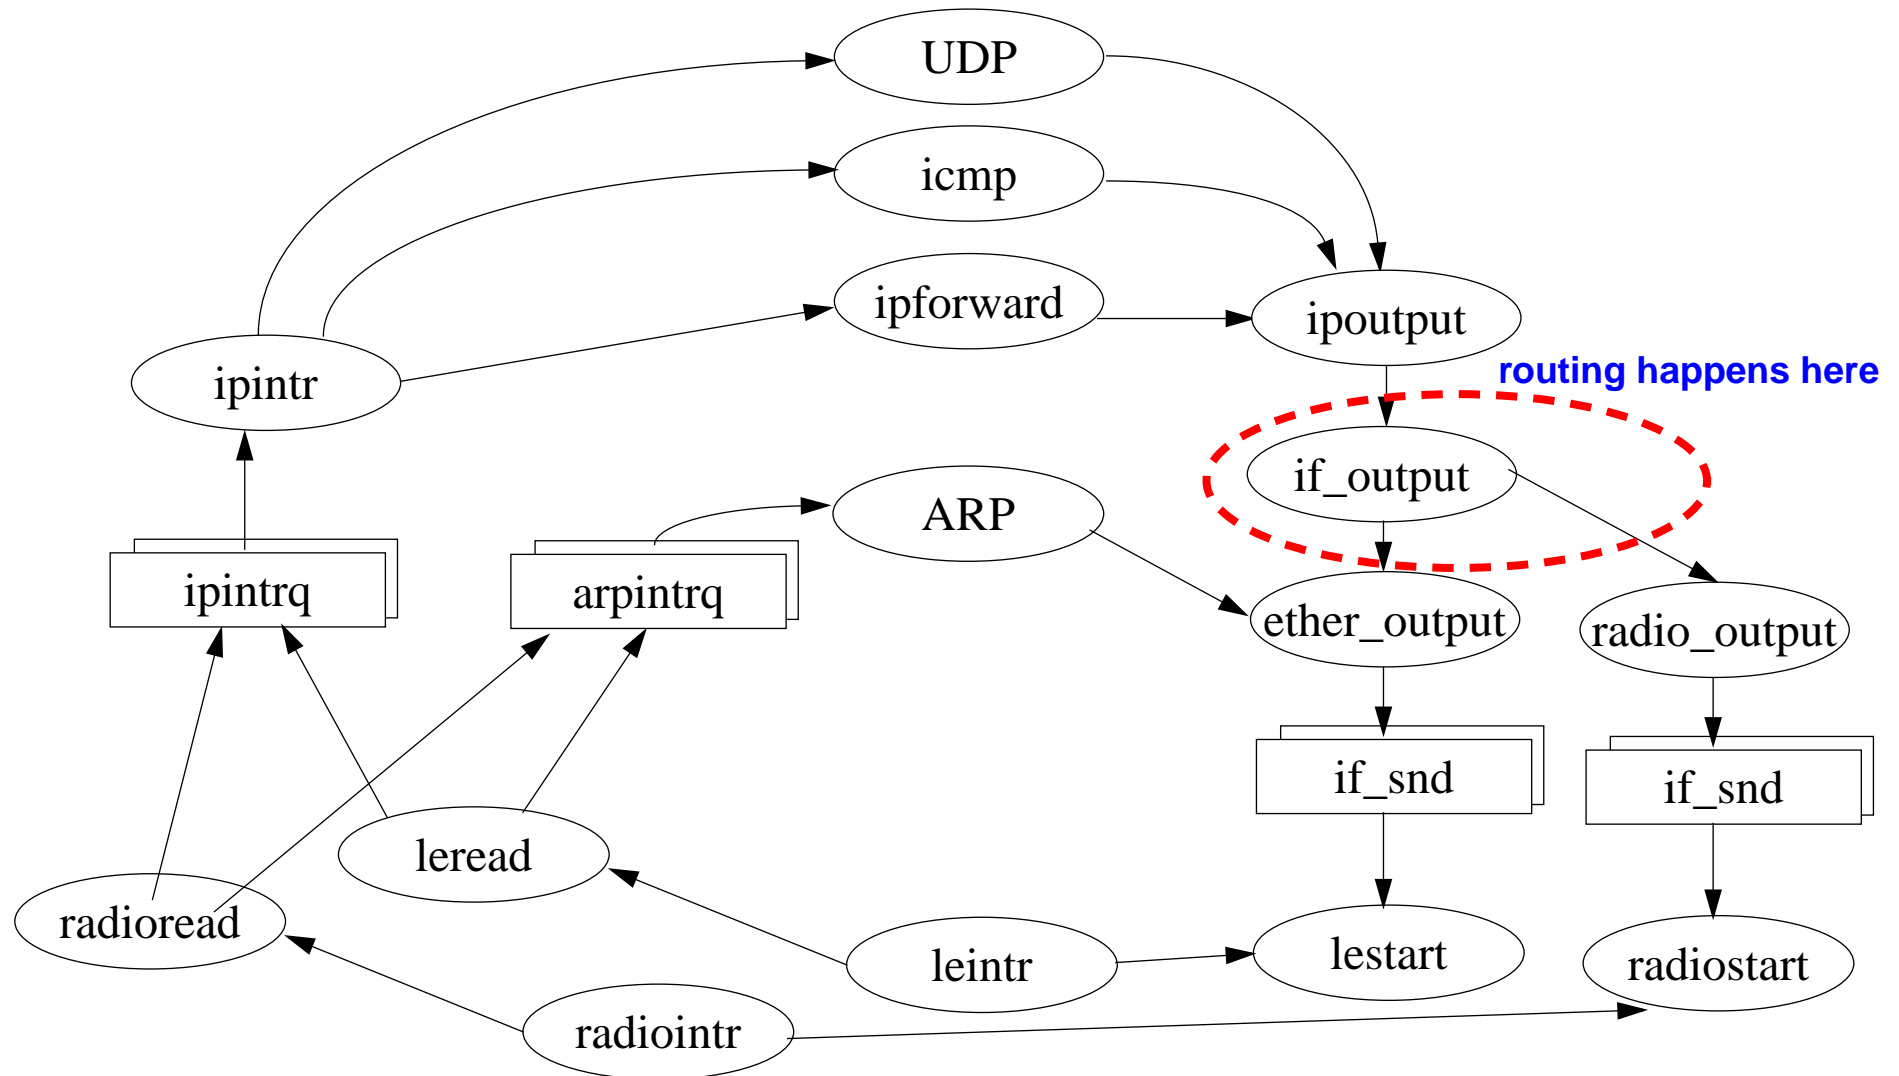 UDP
icmp
ipforward
ipoutput
routing happens here
ipintr
if_output
ARP
ipintrq
arpintrq
ether_output
radio_output
if_snd
if_snd
leread
radioread
leintr
lestart
radiostart
radiointr